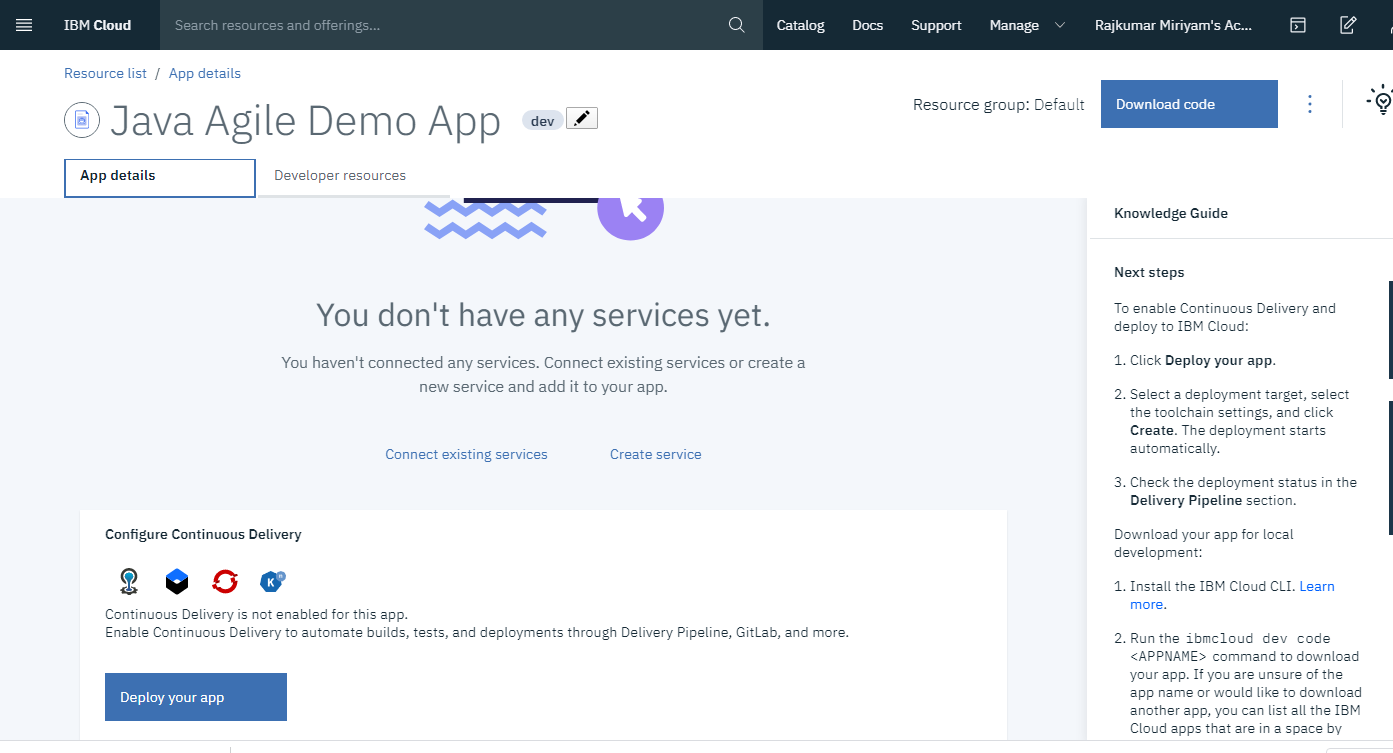 IBM Cloud
Search resources and offerings...
Catalog
Docs
Support
Manage
Rajkumar Miriyam's Ac...
Resource list / App details
Java Agile Demo App
dev
Resource group: Default
Download code
App details
Developer resources
You don't have any services yet.
You haven't connected any services. Connect existing services or create a
new service and add it to your app.
Connect existing services
Create service
Configure Continuous Delivery
K
Continuous Delivery is not enabled for this app.
Enable Continuous Delivery to automate builds, tests, and deployments through Delivery Pipeline, GitLab, and more.
Deploy your app
Knowledge Guide
Next steps
To enable Continuous Delivery and
deploy to IBM Cloud:
1. Click Deploy your app.
2. Select a deployment target, select
the toolchain settings, and click
Create. The deployment starts
automatically.
3. Check the deployment status in the
Delivery Pipeline section.
Download your app for local
development:
1. Install the IBM Cloud CLI. Learn
more.
2. Run the ibmcloud dev code
<APPNAME> command to download
your app. If you are unsure of the
app name or would like to download
another app, you can list all the IBM
Cloud apps that are in a space by